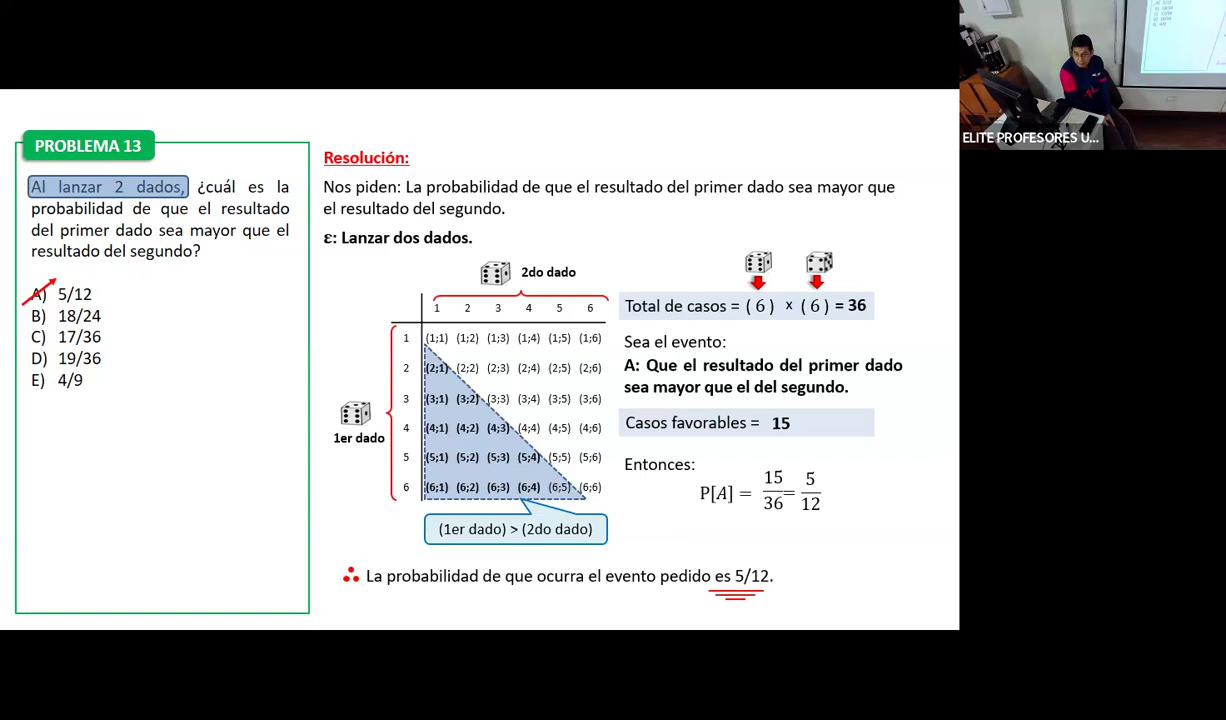 PROBLEMA 13
Al lanzar 2 dados, ¿cuál es la
probabilidad de que el resultado
del primer dado sea mayor que el
resultado del segundo?
A) 5/12
B) 18/24
C) 17/36
D) 19/36
E) 4/9
Resolución:
Nos piden: La probabilidad de que el resultado del primer dado sea mayor que
el resultado del segundo.
ε: Lanzar dos dados.
2do dado
1 2 3 4 5 6
1 (1;1) (1;2) (1;3) (1;4) (1;5) (1;6)
2 (2;1) (2;2) (2;3) (2;4) (2;5) (2;6)
3 (3;1) (3;2) (3;3) (3;4) (3;5) (3;6)
4 (4;1) (4;2) (4;3) (4;4) (4;5) (4;6)
5 (5;1) (5;2) (5;3) (5;4) (5;5) (5;6)
6 (6;1) (6;2) (6;3) (6;4) (6;5) (6;6)
1er dado
(1er dado) > (2do dado)
Total de casos = ( 6 ) x ( 6 ) = 36
Sea el evento:
A: Que el resultado del primer dado
sea mayor que el del segundo.
Casos favorables = 15
Entonces:
P[A] = 15/36 = 5/12
∴ La probabilidad de que ocurra el evento pedido es 5/12.
ELITE PROFESORES U...